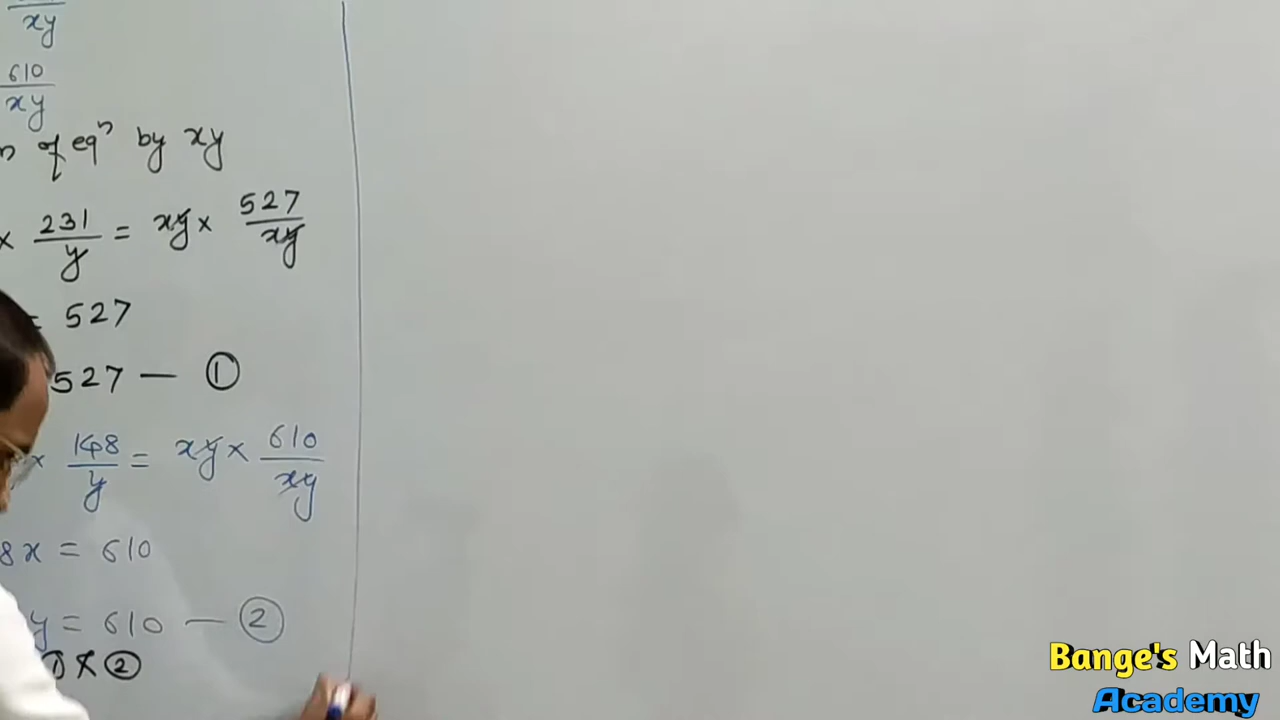 xy
610
xy
of eqⁿ by xy
× 231/y = xy × 527/xy
= 527
527 — ①
× 148/y = xy × 610/xy
8x = 610
y = 610 — ②
② 
Bange's Math
Academy